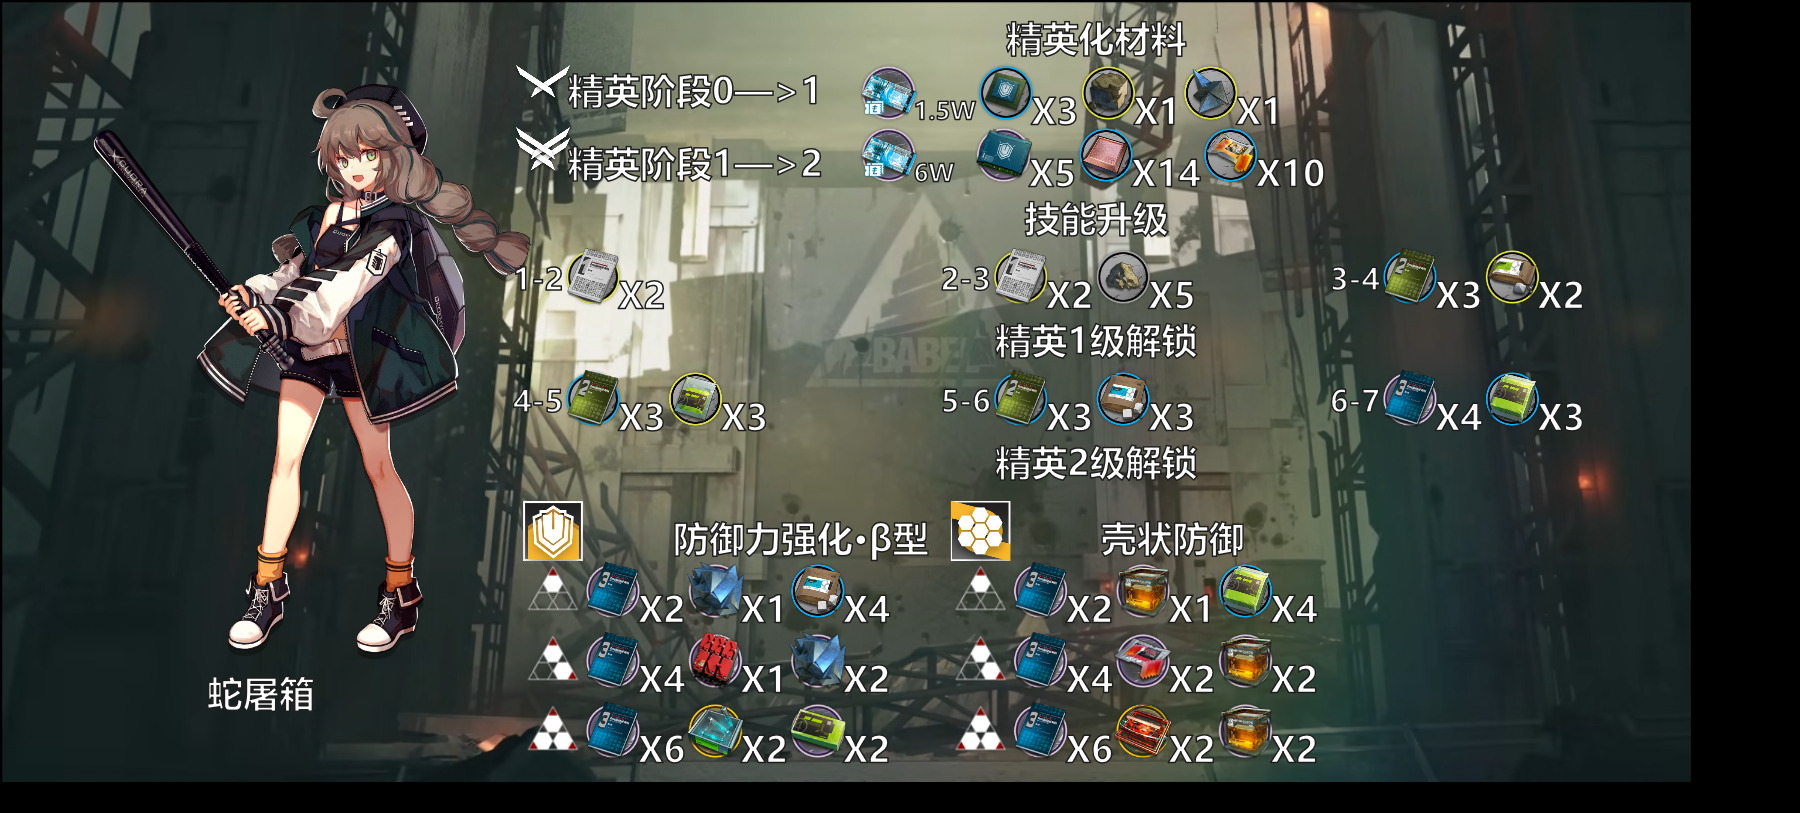 精英化材料
精英阶段0—>1 1.5W X3 X1 X1
精英阶段1—>2 6W X5 X14 X10
技能升级
1-2 X2 2-3 X2 X5 3-4 X3 X2
精英1级解锁
4-5 X3 X3 5-6 X3 X3 6-7 X4 X3
精英2级解锁
防御力强化·β型 壳状防御
X2 X1 X4 X2 X1 X4
X4 X1 X2 X4 X2 X2
X6 X2 X2 X6 X2 X2
蛇屠箱
BABEL